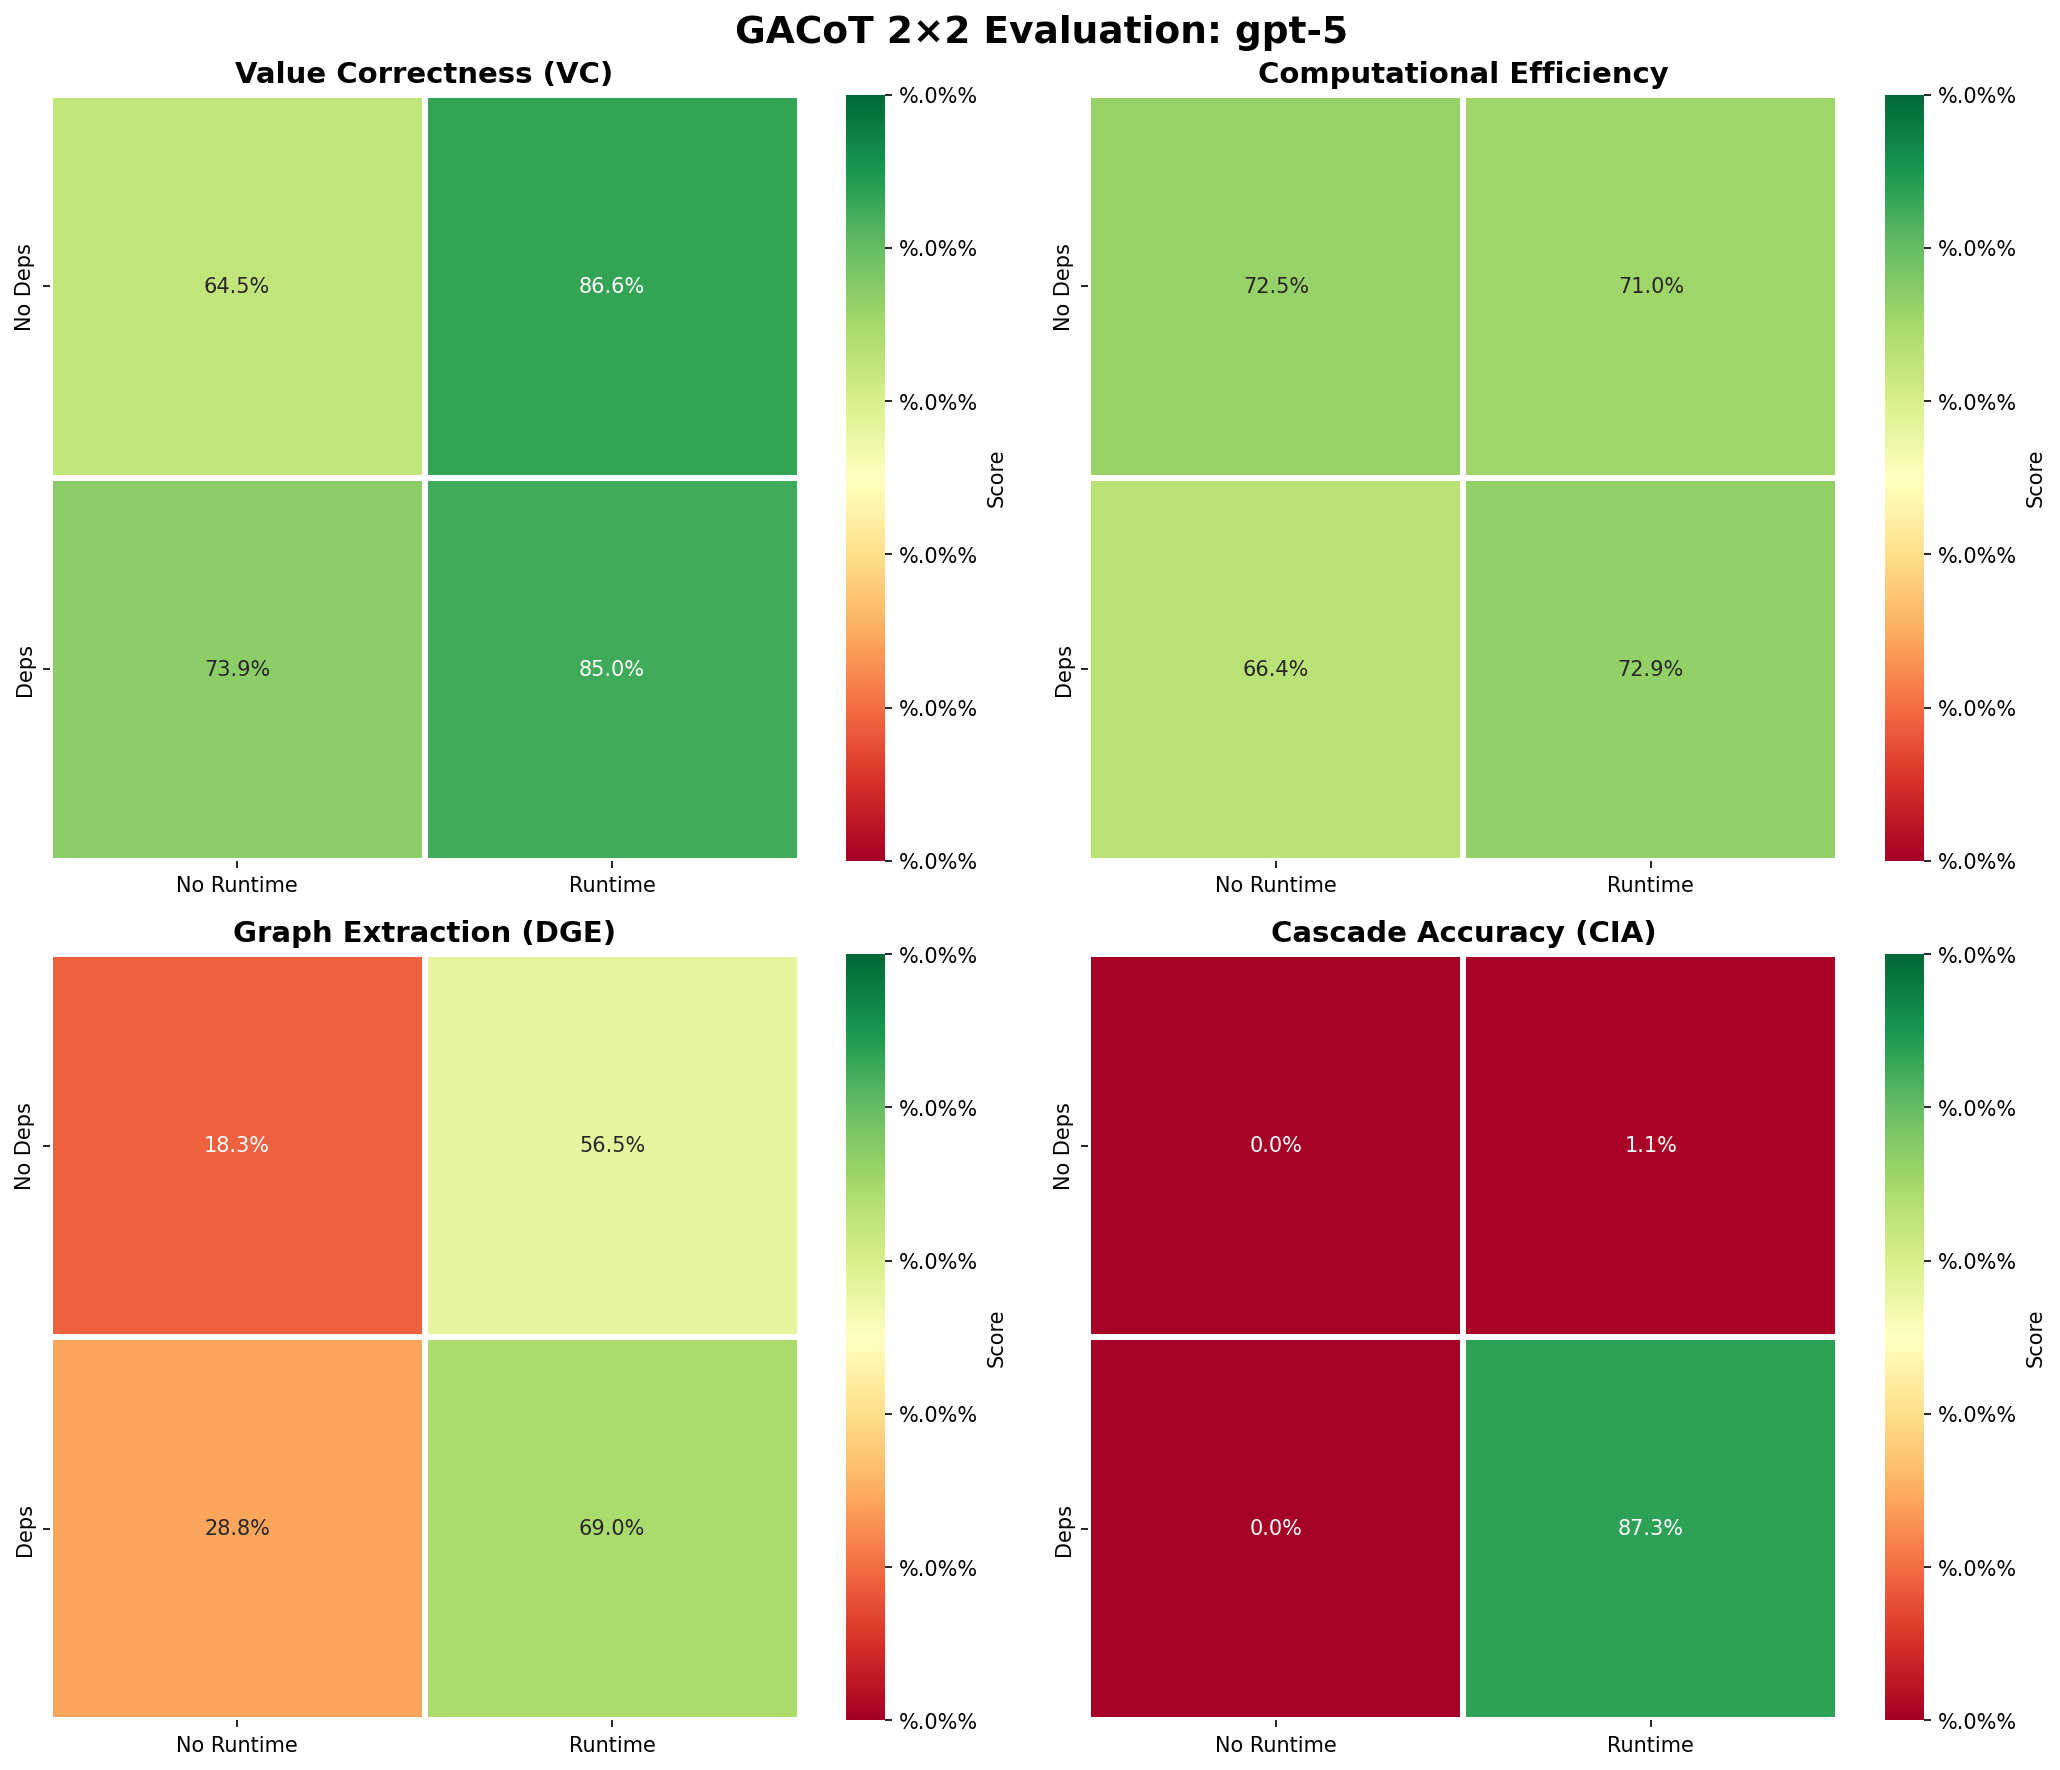 GACoT 2×2 Evaluation: gpt-5
Value Correctness (VC)
No Deps
Deps
64.5%
86.6%
73.9%
85.0%
No Runtime
Runtime
%.0%%
%.0%%
%.0%%
%.0%%
%.0%%
%.0%%
Score
Computational Efficiency
No Deps
Deps
72.5%
71.0%
66.4%
72.9%
No Runtime
Runtime
%.0%%
%.0%%
%.0%%
%.0%%
%.0%%
%.0%%
Score
Graph Extraction (DGE)
No Deps
Deps
18.3%
56.5%
28.8%
69.0%
No Runtime
Runtime
%.0%%
%.0%%
%.0%%
%.0%%
%.0%%
%.0%%
Score
Cascade Accuracy (CIA)
No Deps
Deps
0.0%
1.1%
0.0%
87.3%
No Runtime
Runtime
%.0%%
%.0%%
%.0%%
%.0%%
%.0%%
%.0%%
Score